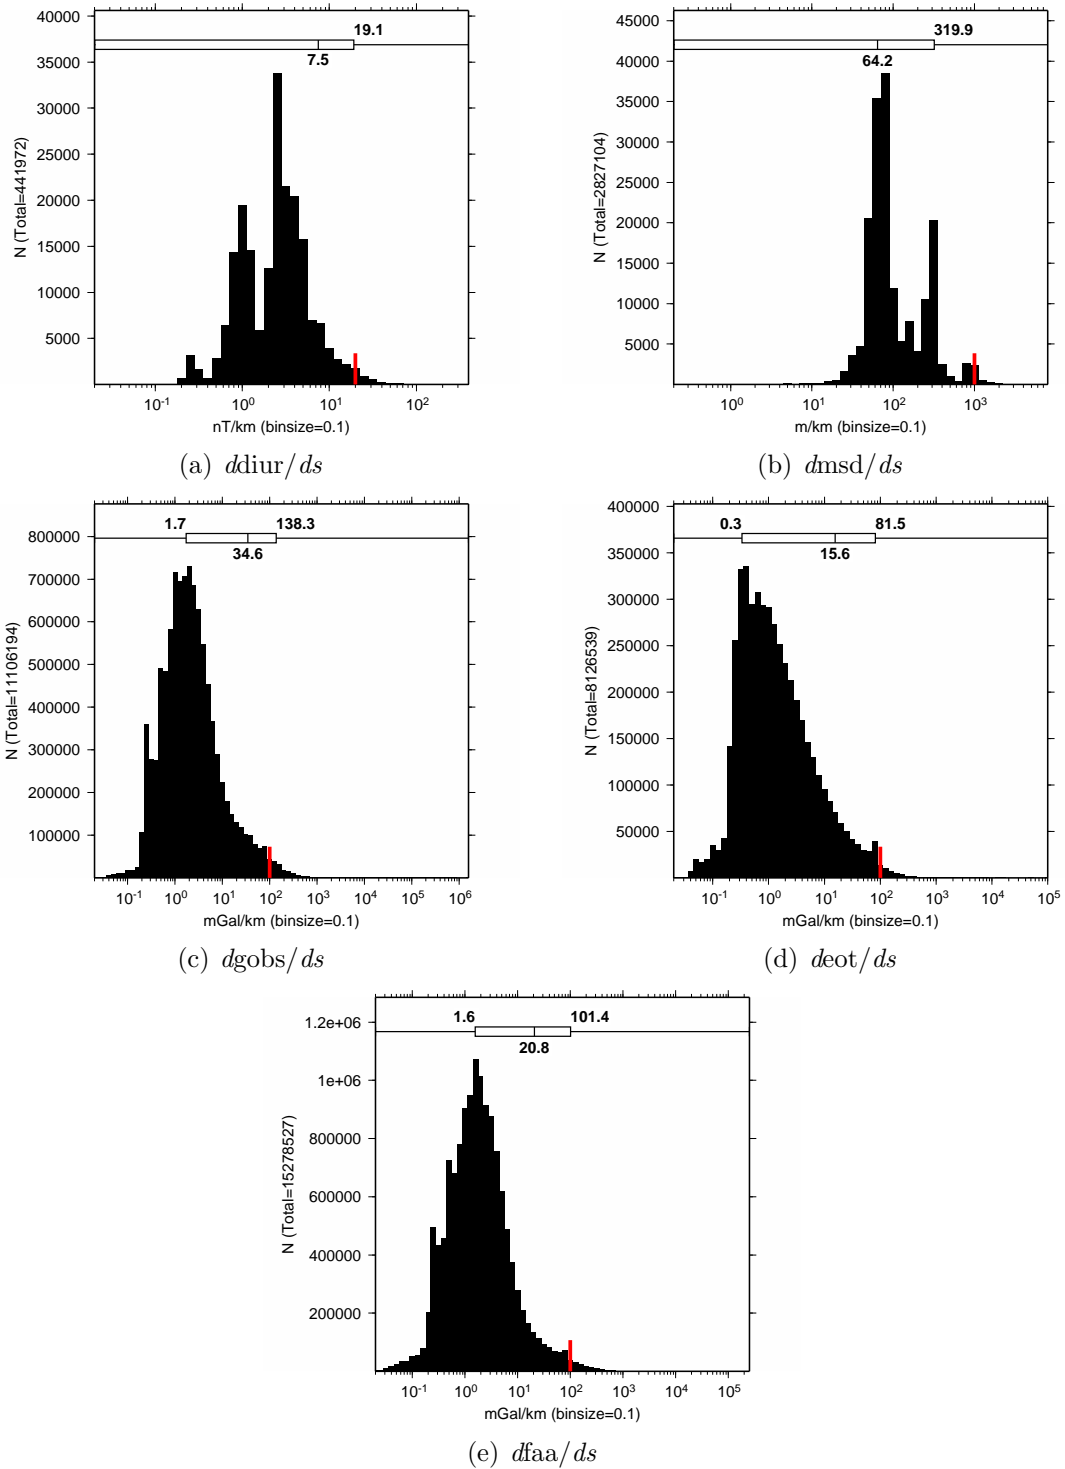 40000
35000
30000
25000
20000
15000
10000
5000
N (Total=441972)
19.1
7.5
10-1 100 101 102
nT/km (binsize=0.1)
(a) ddiur/ds
45000
40000
35000
30000
25000
20000
15000
10000
5000
N (Total=2827104)
319.9
64.2
100 101 102 103
m/km (binsize=0.1)
(b) dmsd/ds
800000
700000
600000
500000
400000
300000
200000
100000
N (Total=11106194)
1.7 138.3
34.6
10-1 100 101 102 103 104 105 106
mGal/km (binsize=0.1)
(c) dgobs/ds
400000
350000
300000
250000
200000
150000
100000
50000
N (Total=8126539)
0.3 81.5
15.6
10-1 100 101 102 103 104 105
mGal/km (binsize=0.1)
(d) deot/ds
1.2e+06
1e+06
800000
600000
400000
200000
N (Total=15278527)
1.6 101.4
20.8
10-1 100 101 102 103 104 105
mGal/km (binsize=0.1)
(e) dfaa/ds